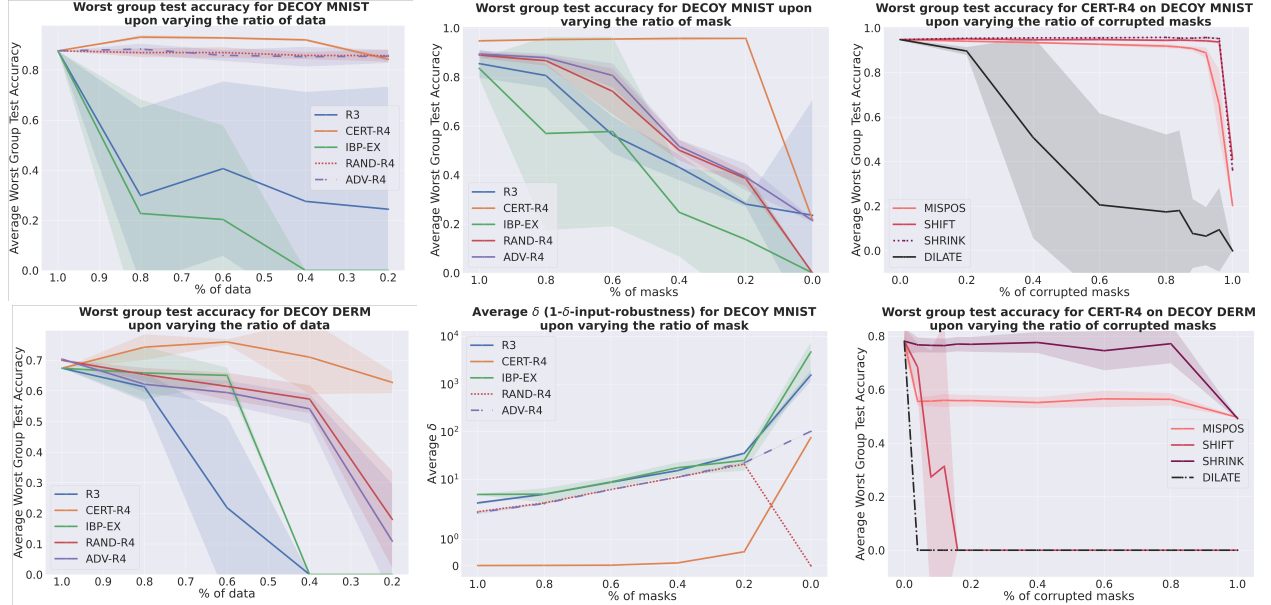 Worst group test accuracy for DECOY MNIST
upon varying the ratio of data
Average Worst Group Test Accuracy
0.8
0.6
0.4
0.2
0.0
R3
CERT-R4
IBP-EX
RAND-R4
ADV-R4
1.0 0.9 0.8 0.7 0.6 0.5 0.4 0.3 0.2
% of data
Worst group test accuracy for DECOY MNIST upon
varying the ratio of mask
Average Worst Group Test Accuracy
1.0
0.8
0.6
0.4
0.2
0.0
R3
CERT-R4
IBP-EX
RAND-R4
ADV-R4
1.0 0.8 0.6 0.4 0.2 0.0
% of masks
Worst group test accuracy for CERT-R4 on DECOY MNIST
upon varying the ratio of corrupted masks
Average Worst Group Test Accuracy
1.0
0.8
0.6
0.4
0.2
0.0
MISPOS
SHIFT
SHRINK
DILATE
0.0 0.2 0.4 0.6 0.8 1.0
% of corrupted masks
Worst group test accuracy for DECOY DERM
upon varying the ratio of data
Average Worst Group Test Accuracy
0.7
0.6
0.5
0.4
0.3
0.2
0.1
0.0
R3
CERT-R4
IBP-EX
RAND-R4
ADV-R4
1.0 0.9 0.8 0.7 0.6 0.5 0.4 0.3 0.2
% of data
Average δ (1-δ-input-robustness) for DECOY MNIST
upon varying the ratio of mask
Average δ
10⁴
10³
10²
10¹
10⁰
0
R3
CERT-R4
IBP-EX
RAND-R4
ADV-R4
1.0 0.8 0.6 0.4 0.2 0.0
% of masks
Worst group test accuracy for CERT-R4 on DECOY DERM
upon varying the ratio of corrupted masks
Average Worst Group Test Accuracy
0.8
0.6
0.4
0.2
0.0
MISPOS
SHIFT
SHRINK
DILATE
0.0 0.2 0.4 0.6 0.8 1.0
% of corrupted masks